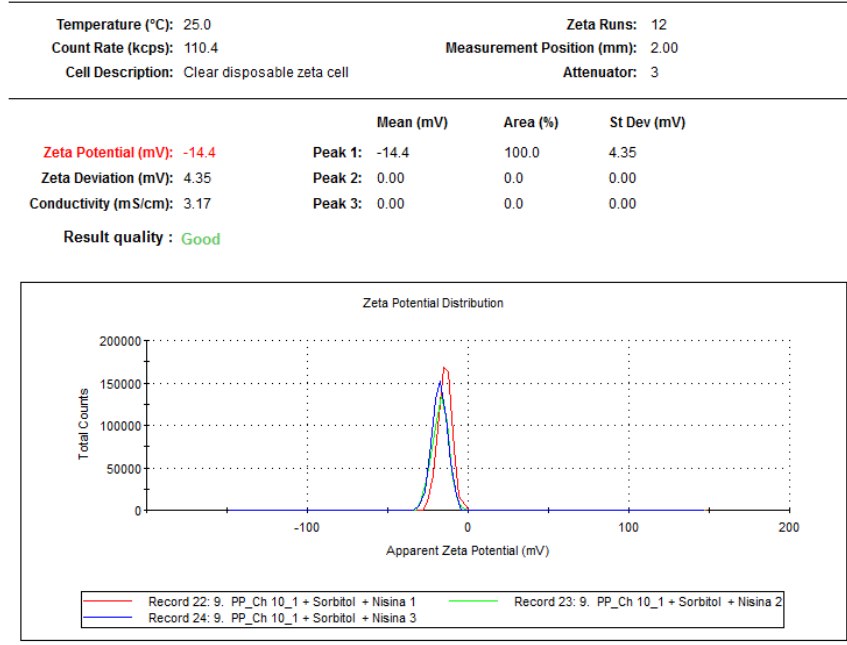 Temperature (°C): 25.0 Zeta Runs: 12
Count Rate (kcps): 110.4 Measurement Position (mm): 2.00
Cell Description: Clear disposable zeta cell Attenuator: 3
Mean (mV) Area (%) St Dev (mV)
Zeta Potential (mV): -14.4 Peak 1: -14.4 100.0 4.35
Zeta Deviation (mV): 4.35 Peak 2: 0.00 0.0 0.00
Conductivity (mS/cm): 3.17 Peak 3: 0.00 0.0 0.00
Result quality : Good
Zeta Potential Distribution
200000
150000
100000
50000
0
Total Counts
-100 0 100 200
Apparent Zeta Potential (mV)
Record 22: 9. PP_Ch 10_1 + Sorbitol + Nisina 1 Record 23: 9. PP_Ch 10_1 + Sorbitol + Nisina 2
Record 24: 9. PP_Ch 10_1 + Sorbitol + Nisina 3